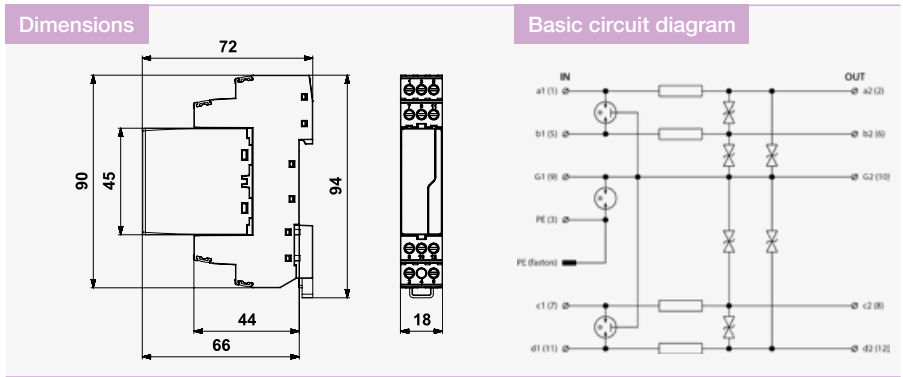 Dimensions
72
90
45
94
44
66
18
Basic circuit diagram
IN
OUT
a1 (1)
a2 (2)
b1 (5)
b2 (6)
G1 (9)
G2 (10)
PE (3)
PE (faston)
c1 (7)
c2 (8)
d1 (11)
d2 (12)